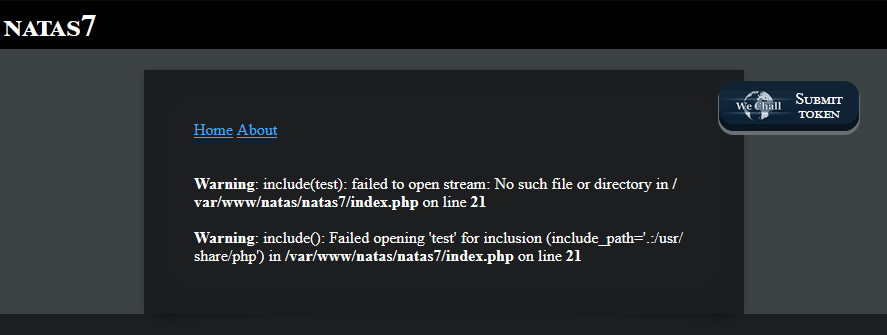 NATAS7
We Chall
SUBMIT
TOKEN
Home About
Warning: include(test): failed to open stream: No such file or directory in /
var/www/natas/natas7/index.php on line 21
Warning: include(): Failed opening 'test' for inclusion (include_path='.:/usr/
share/php') in /var/www/natas/natas7/index.php on line 21